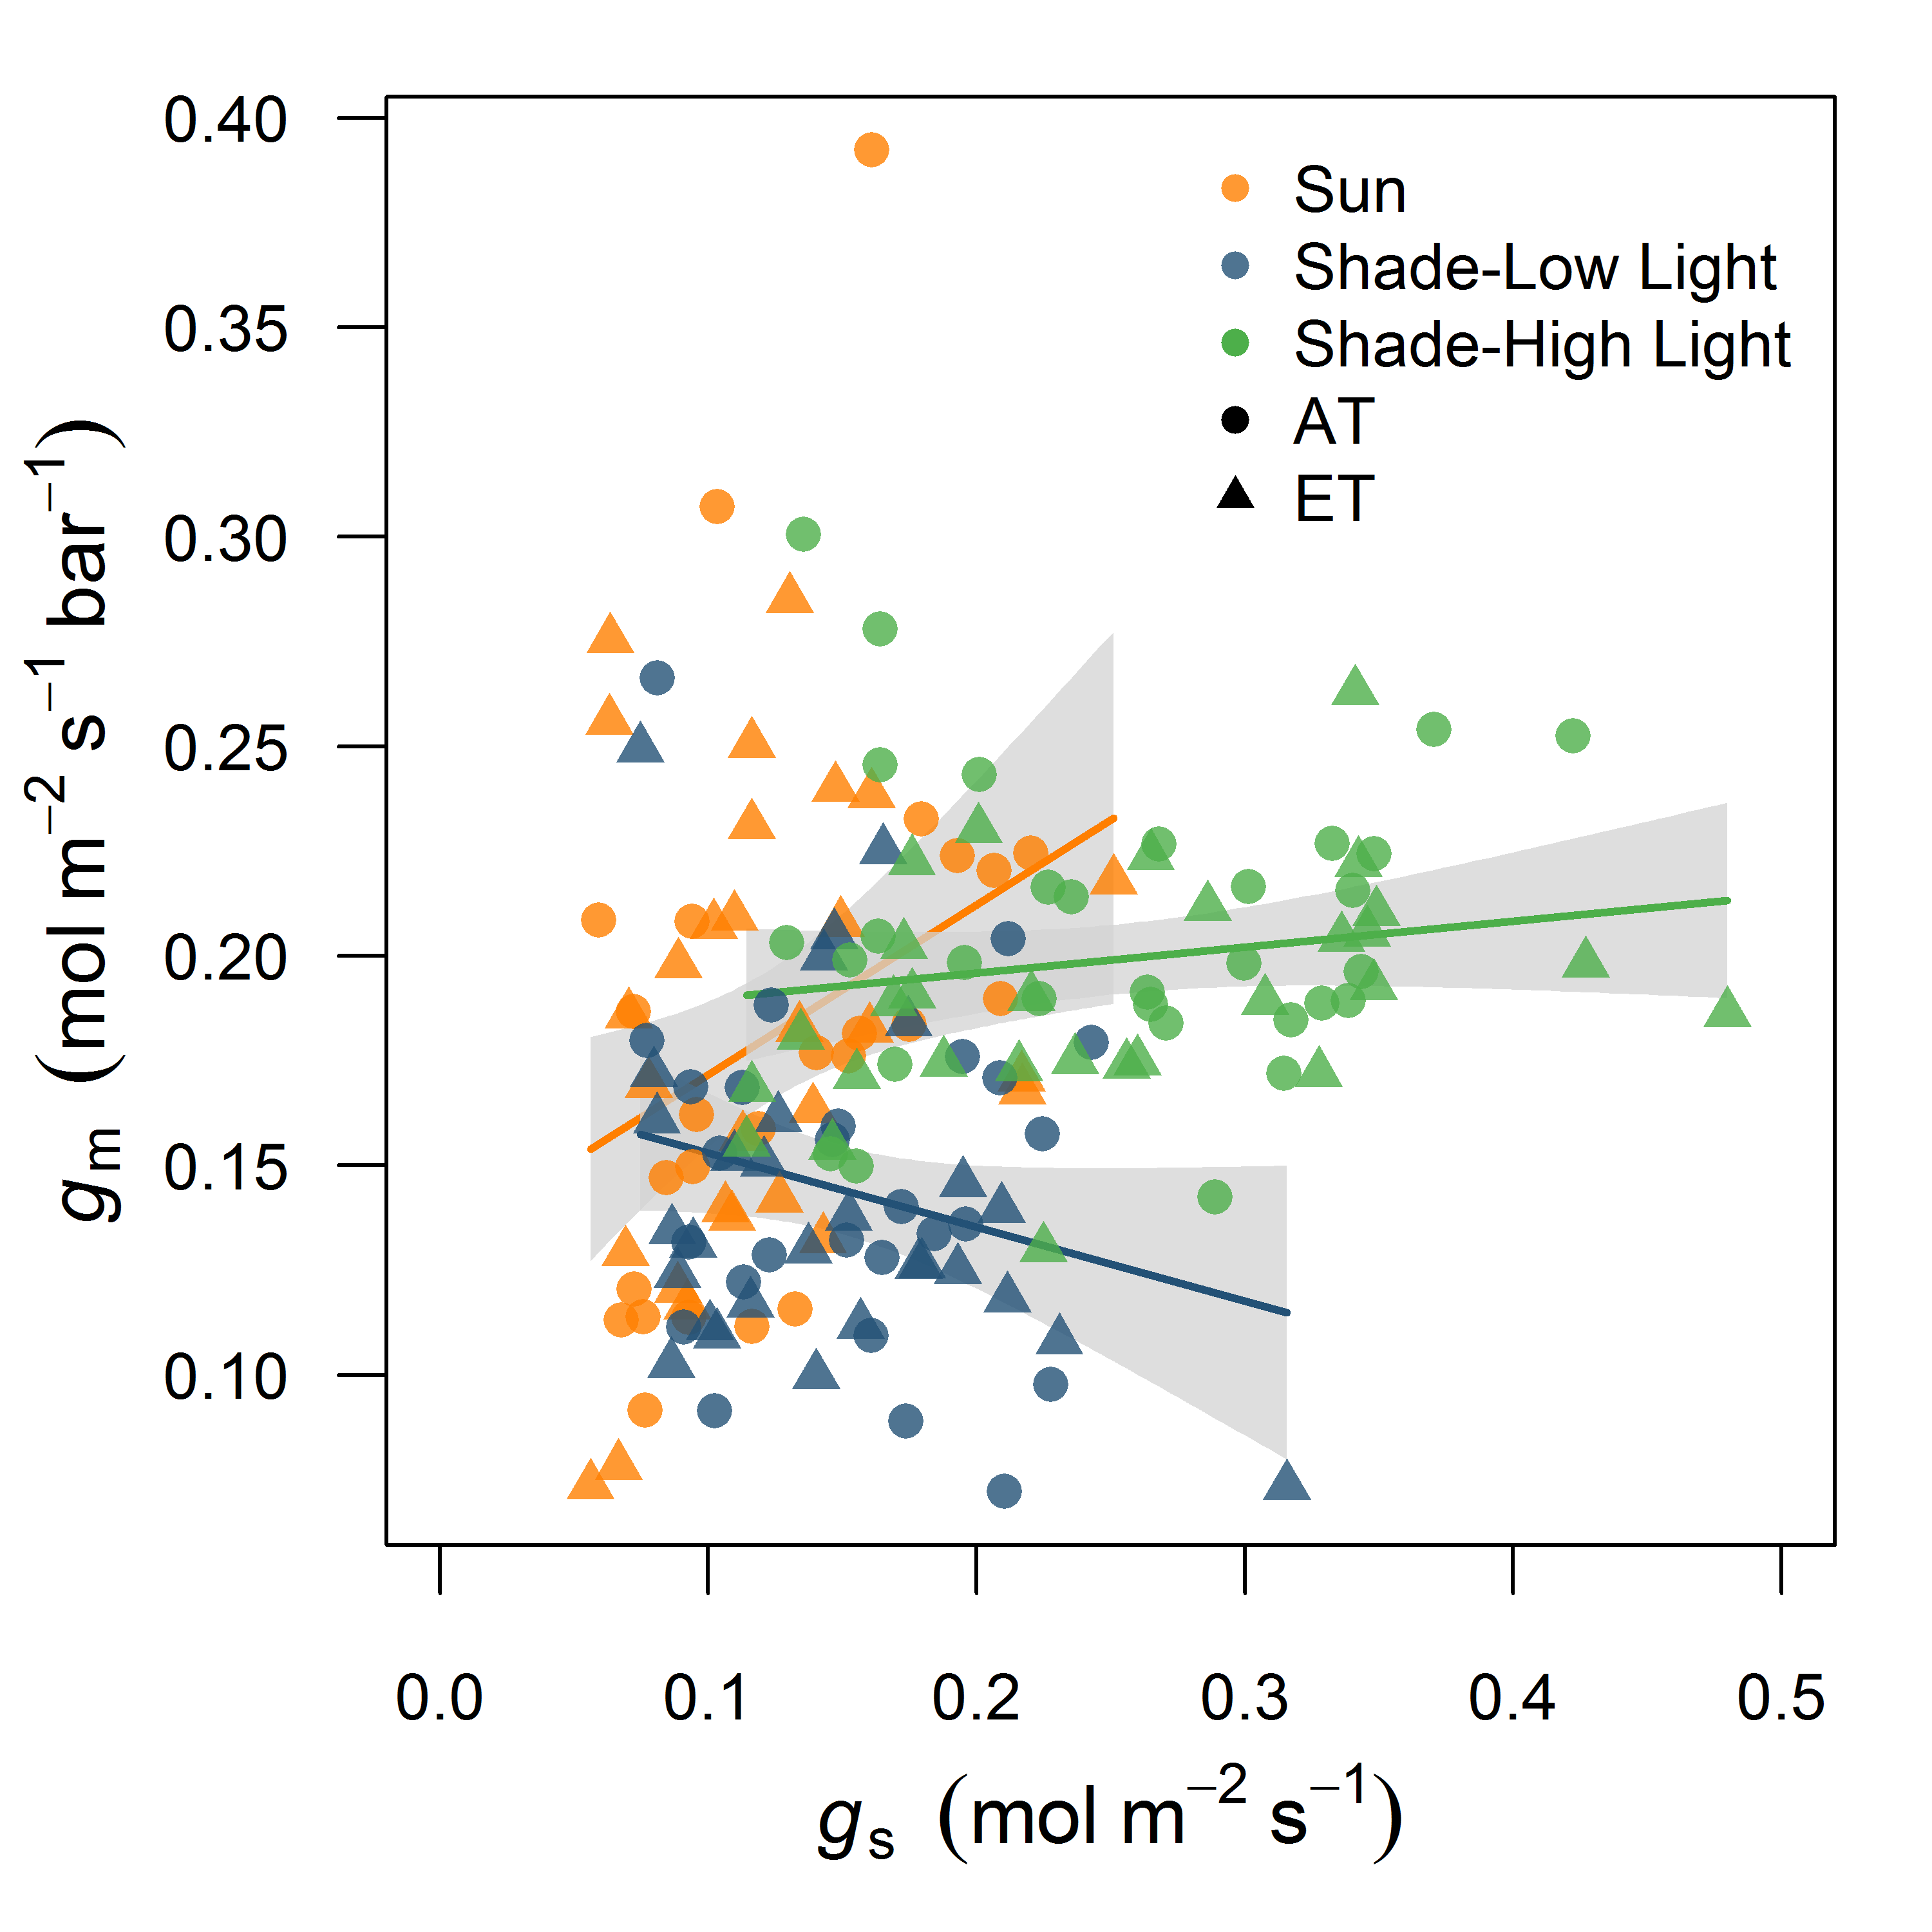 0.40
0.35
0.30
0.25
0.20
0.15
0.10
gm (mol m−2 s−1 bar−1)
Sun
Shade-Low Light
Shade-High Light
AT
ET
0.0 0.1 0.2 0.3 0.4 0.5
gs (mol m−2 s−1)